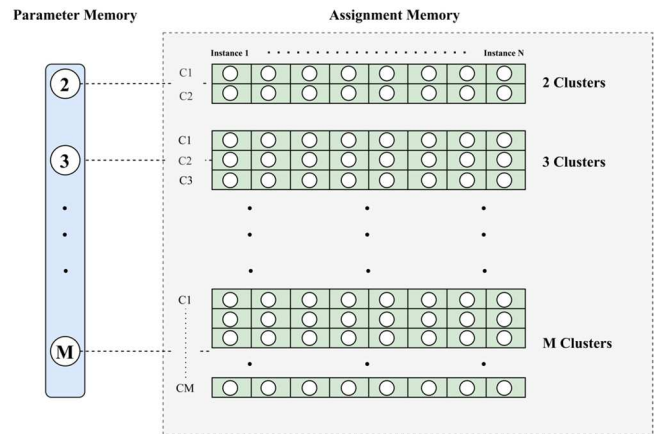 Parameter Memory
Assignment Memory
Instance 1
Instance N
2
C1
C2
2 Clusters
3
C1
C2
C3
3 Clusters
M
C1
CM
M Clusters